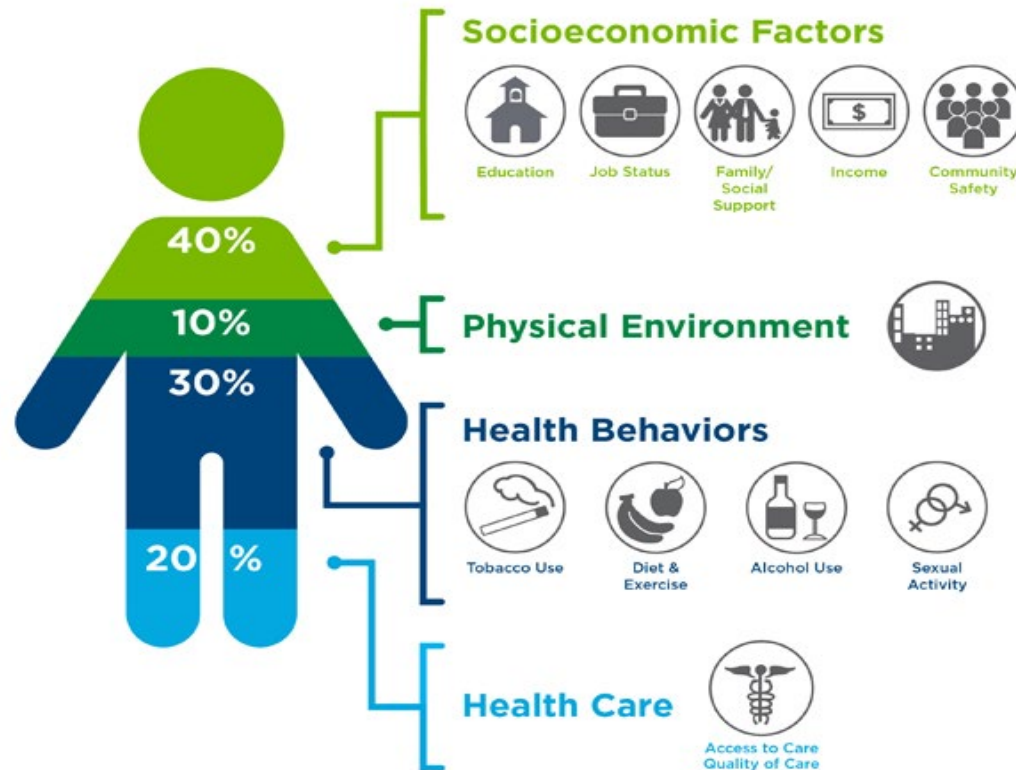 Socioeconomic Factors
$
Education
Job Status
Family/
Social
Support
Income
Community
Safety
40%
10%
Physical Environment
30%
Health Behaviors
Tobacco Use
Diet &
Exercise
Alcohol Use
Sexual
Activity
20 %
Health Care
Access to Care
Quality of Care